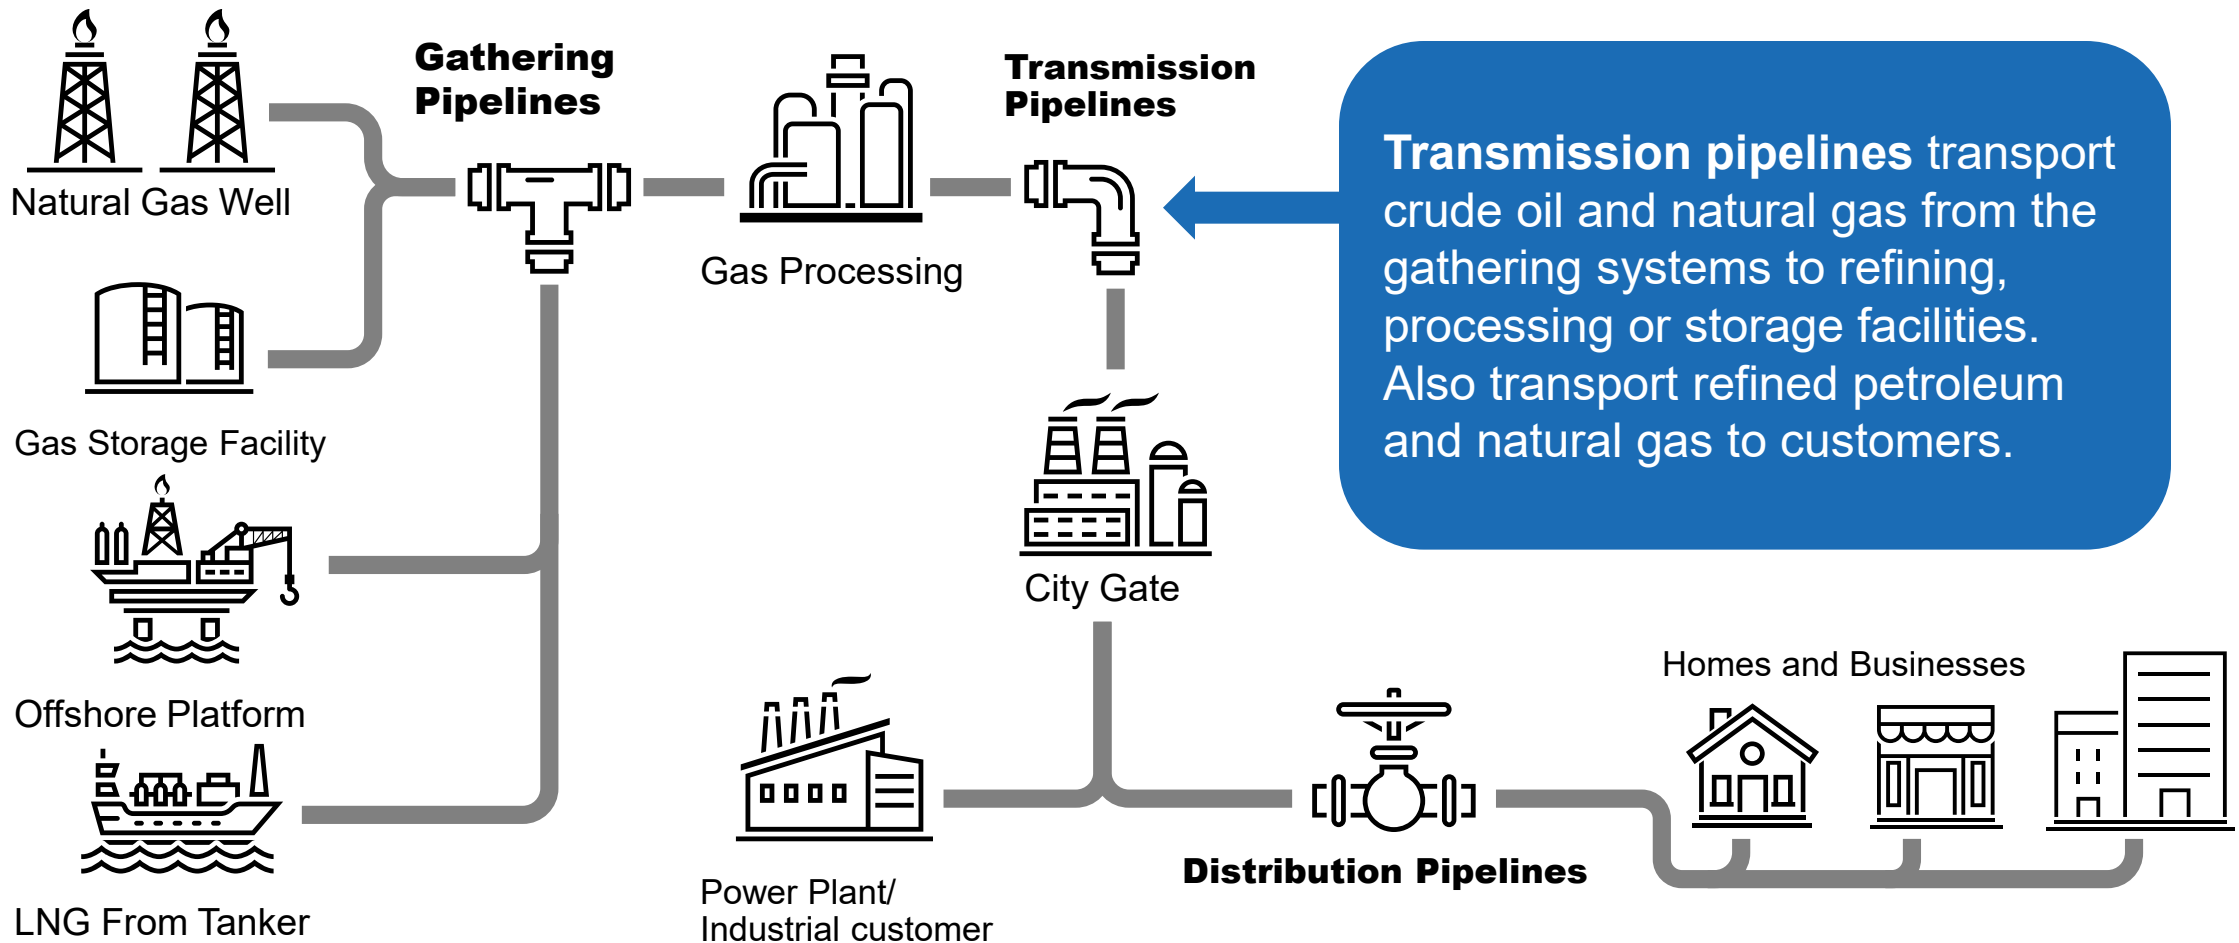 Gathering
Pipelines
Transmission
Pipelines
Natural Gas Well
Gas Processing
Transmission pipelines transport
crude oil and natural gas from the
gathering systems to refining,
processing or storage facilities.
Also transport refined petroleum
and natural gas to customers.
Gas Storage Facility
City Gate
Offshore Platform
Homes and Businesses
Distribution Pipelines
LNG From Tanker
Power Plant/
Industrial customer